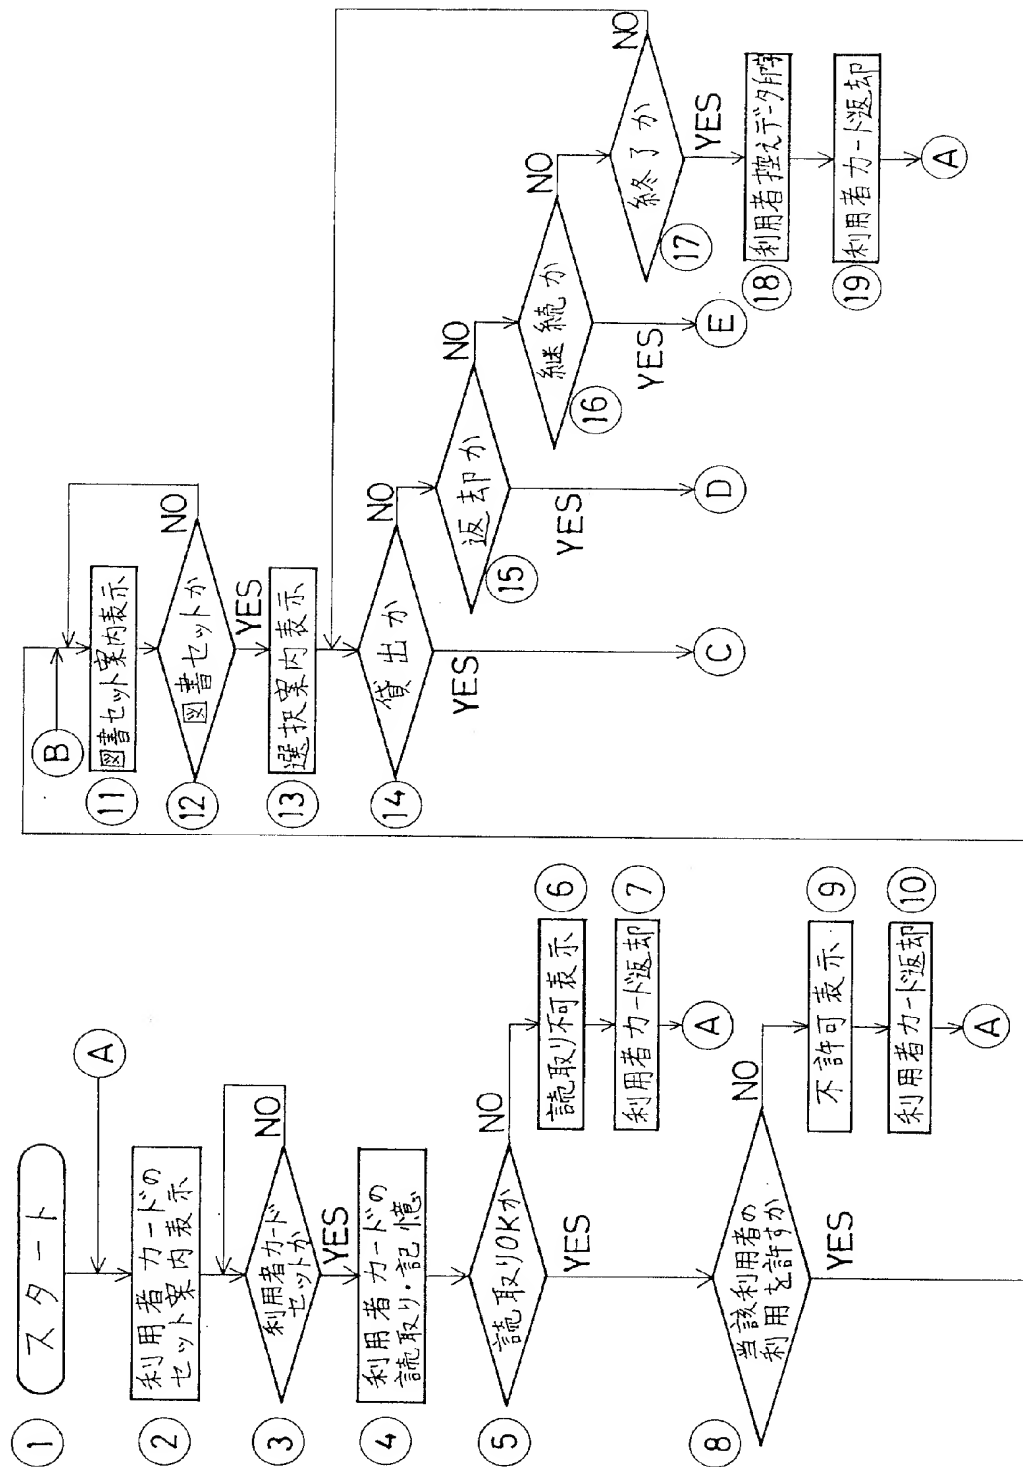 ①
スタート
A
②
利用者カードの
セット案内表示
③
利用者カード
セットか
NO
YES
④
利用者カードの
読取り・記憶
⑤
読取りOKか
NO
YES
⑥
読取り不可表示
⑦
利用者カード返却
A
⑧
当該利用者の
利用を許すか
NO
YES
⑨
不許可表示
⑩
利用者カード返却
A
B
⑪
図書セット案内表示
⑫
図書セットか
NO
YES
⑬
選択案内表示
⑭
貸出か
NO
YES
C
⑮
返却か
NO
YES
D
⑯
継続か
NO
YES
E
⑰
終了か
NO
YES
⑱
利用者控えデータ印字
⑲
利用者カード返却
A